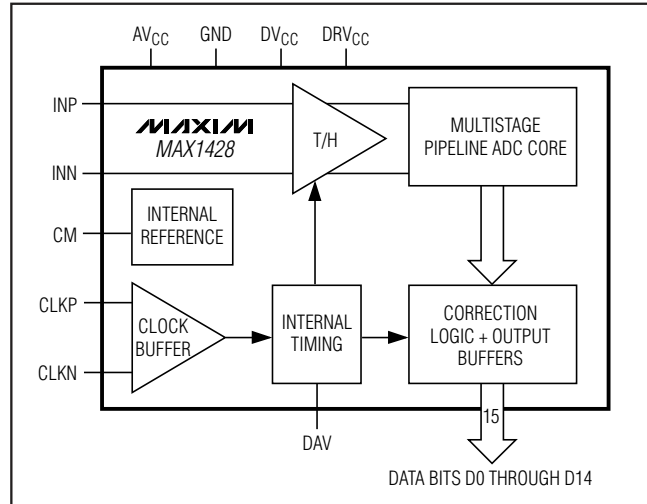 AVCC GND DVCC DRVCC
INP
MAXIM
MAX1428
T/H
MULTISTAGE
PIPELINE ADC CORE
INN
INTERNAL
REFERENCE
CM
CLKP
CLOCK
BUFFER
INTERNAL
TIMING
CORRECTION
LOGIC + OUTPUT
BUFFERS
CLKN
15
DAV
DATA BITS D0 THROUGH D14